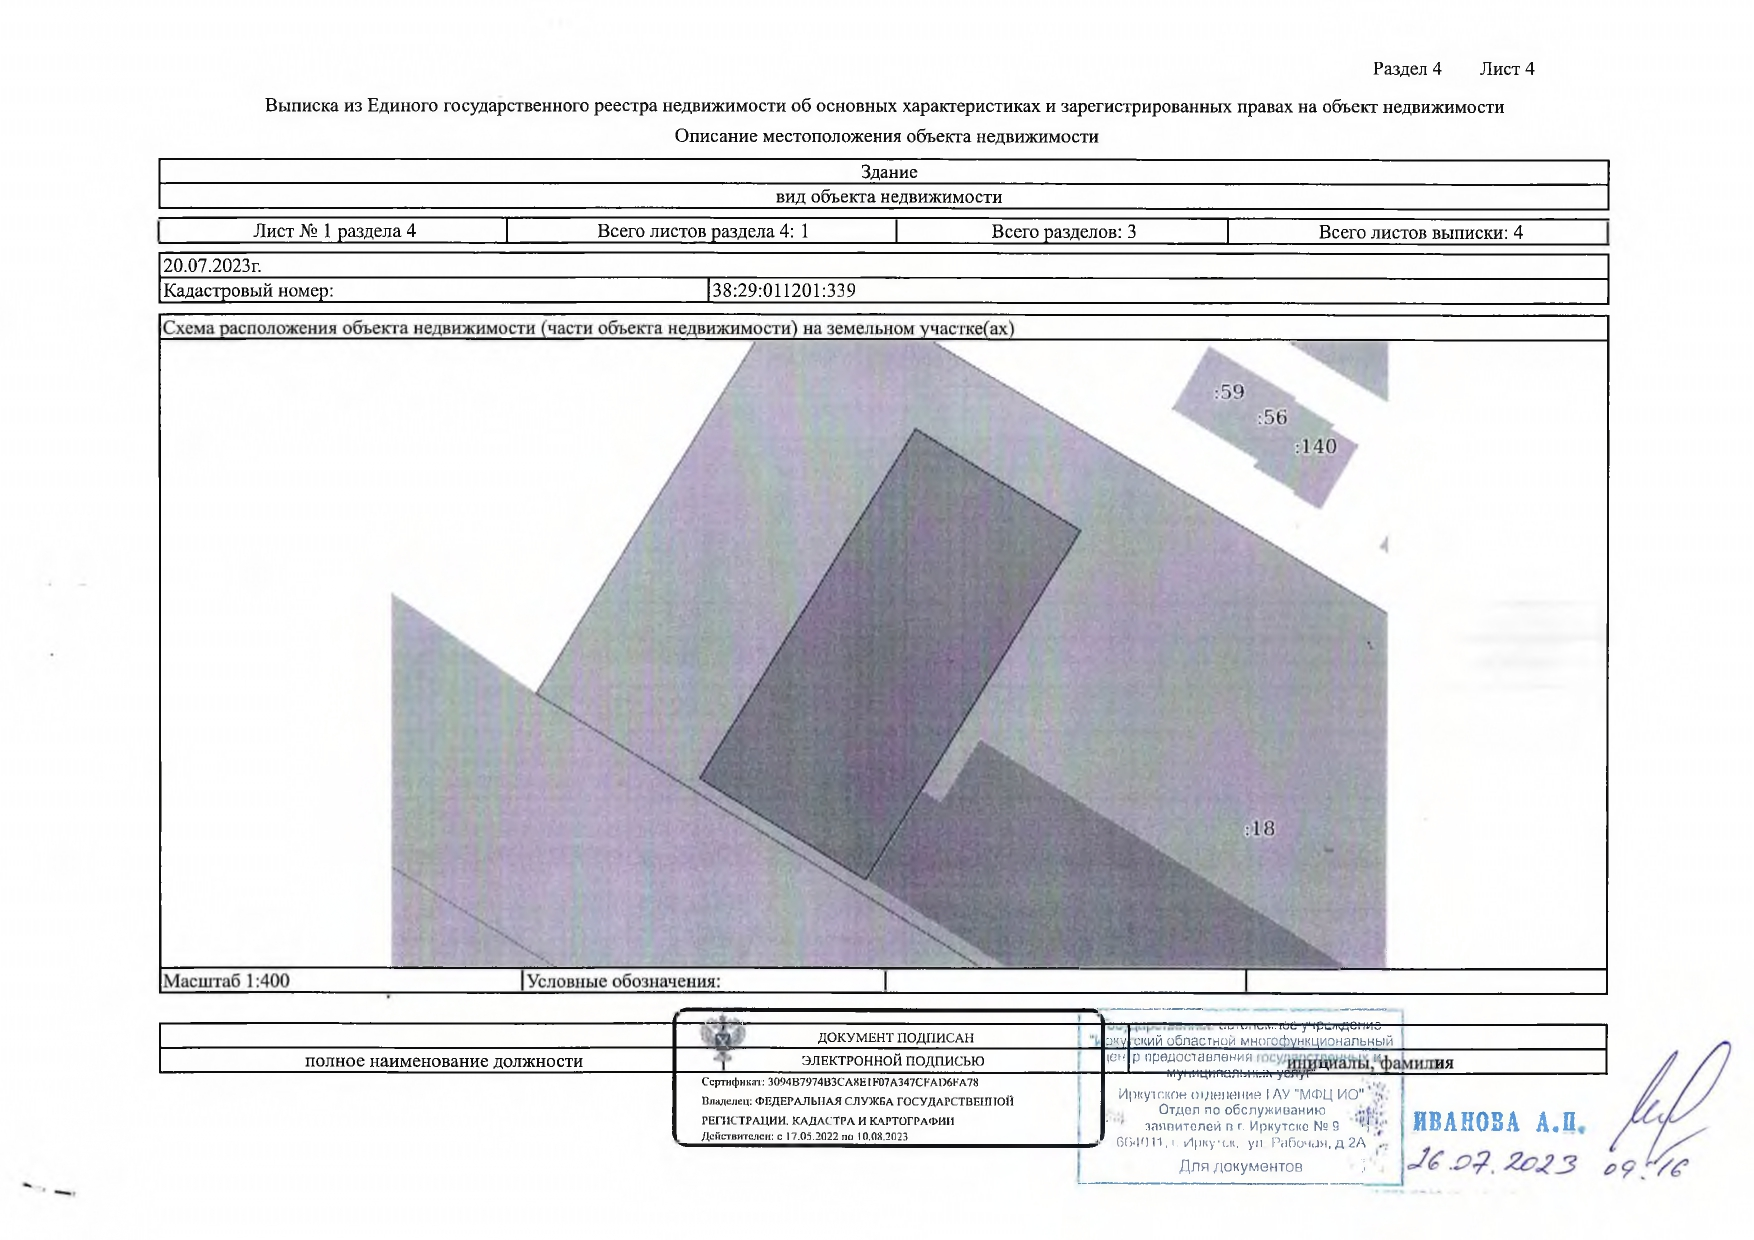 Раздел 4 Лист 4
Выписка из Единого государственного реестра недвижимости об основных характеристиках и зарегистрированных правах на объект недвижимости
Описание местоположения объекта недвижимости
Здание
вид объекта недвижимости
Лист № 1 раздела 4 Всего листов раздела 4: 1 Всего разделов: 3 Всего листов выписки: 4
20.07.2023г.
Кадастровый номер: 38:29:011201:339
Схема расположения объекта недвижимости (части объекта недвижимости) на земельном участке(ах)
:59
:56
:140
:18
Масштаб 1:400 Условные обозначения:
полное наименование должности
инициалы, фамилия
ДОКУМЕНТ ПОДПИСАН
ЭЛЕКТРОННОЙ ПОДПИСЬЮ
Владелец: ФЕДЕРАЛЬНАЯ СЛУЖБА ГОСУДАРСТВЕННОЙ
РЕГИСТРАЦИИ, КАДАСТРА И КАРТОГРАФИИ
Действителен: с 17.05.2022 по 10.08.2023
областной многофункциональный
предоставления государственных и
муниципальных услуг
Иркутское отделение ГАУ "МФЦ ИО"
Отдел по обслуживанию
заявителей в г. Иркутске № 9
г. Иркутск, ул. Рабочая, д 2А
Для документов
ИВАНОВА А.П.
26.07.2023 09:16